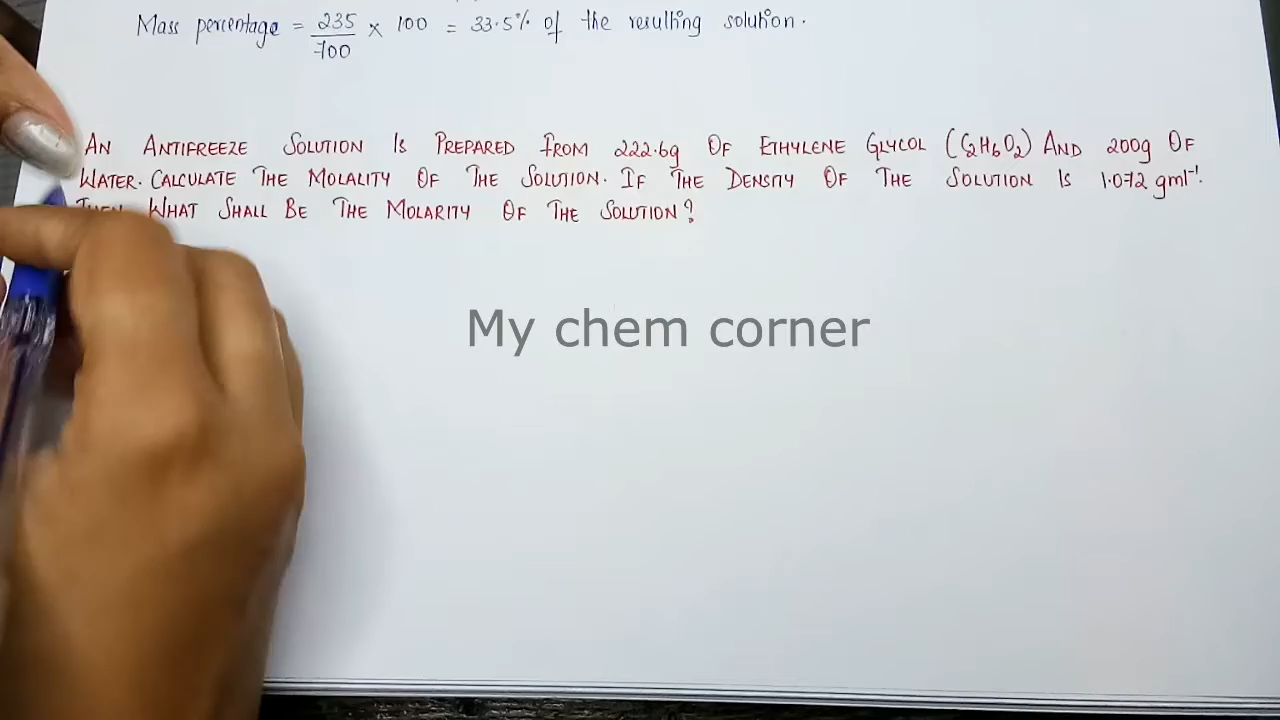 Mass percentage = 235/700 × 100 = 33.5% of the resulting solution.
AN ANTIFREEZE SOLUTION IS PREPARED FROM 222.6g OF ETHYLENE GLYCOL (C₂H₆O₂) AND 200g OF
WATER. CALCULATE THE MOLALITY OF THE SOLUTION. IF THE DENSITY OF THE SOLUTION IS 1.072 gml⁻¹.
THEN WHAT SHALL BE THE MOLARITY OF THE SOLUTION?
My chem corner